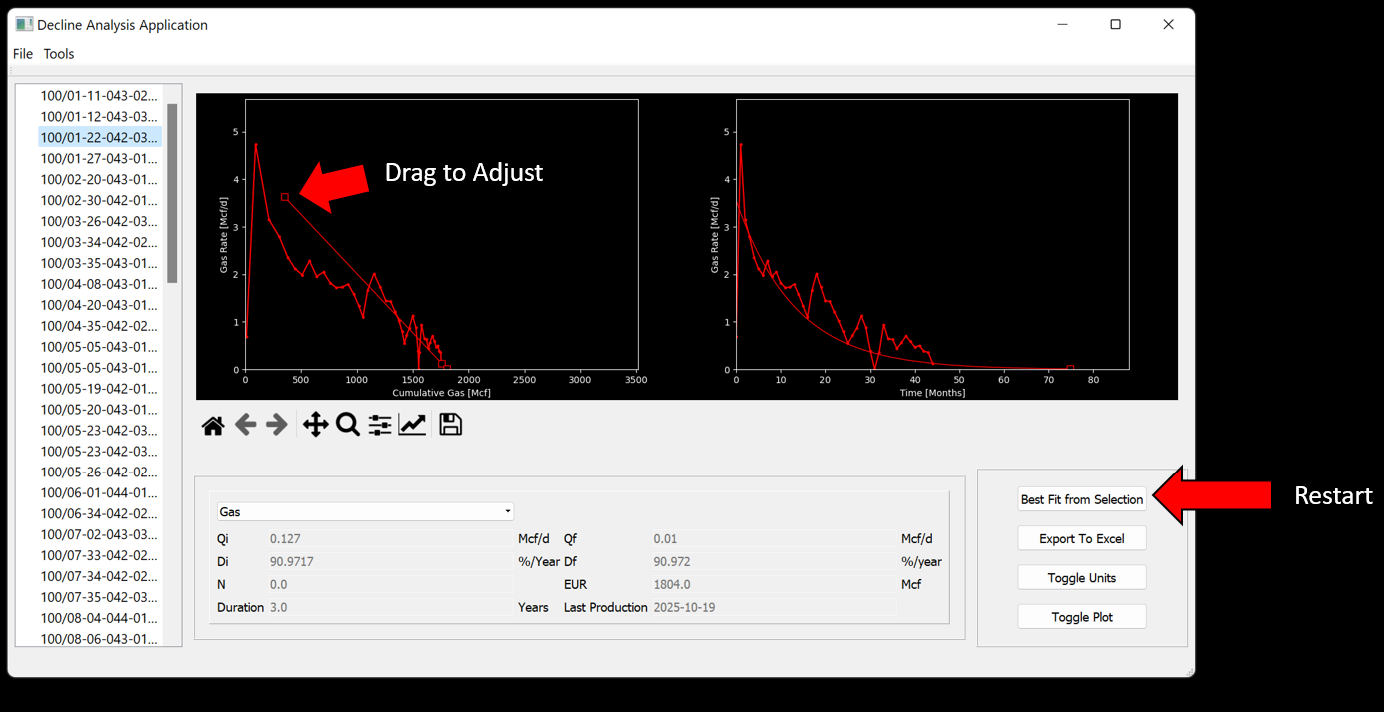 Decline Analysis Application
File Tools
100/01-11-043-02...
100/01-12-043-03...
100/01-22-042-03...
100/01-27-043-01...
100/02-20-043-01...
100/02-30-042-01...
100/03-26-042-03...
100/03-34-042-02...
100/03-35-043-01...
100/04-08-043-01...
100/04-20-043-01...
100/04-35-042-02...
100/05-05-043-01...
100/05-05-043-01...
100/05-19-042-01...
100/05-20-043-01...
100/05-23-042-03...
100/05-23-042-03...
100/05-26-042-02...
100/06-01-044-01...
100/06-34-042-02...
100/07-02-043-03...
100/07-33-042-02...
100/07-34-042-02...
100/07-35-042-03...
100/08-04-044-01...
100/08-06-043-01...
Drag to Adjust
Gas Rate [Mcf/d]
5
4
3
2
1
0
0 500 1000 1500 2000 2500 3000 3500
Cumulative Gas [Mcf]
Gas Rate [Mcf/d]
5
4
3
2
1
0
0 10 20 30 40 50 60 70 80
Time [Months]
Gas
Qi 0.127 Mcf/d Qf 0.01 Mcf/d
Di 90.9717 %/Year Df 90.972 %/year
N 0.0 EUR 1804.0 Mcf
Duration 3.0 Years Last Production 2025-10-19
Best Fit from Selection
Export To Excel
Toggle Units
Toggle Plot
Restart